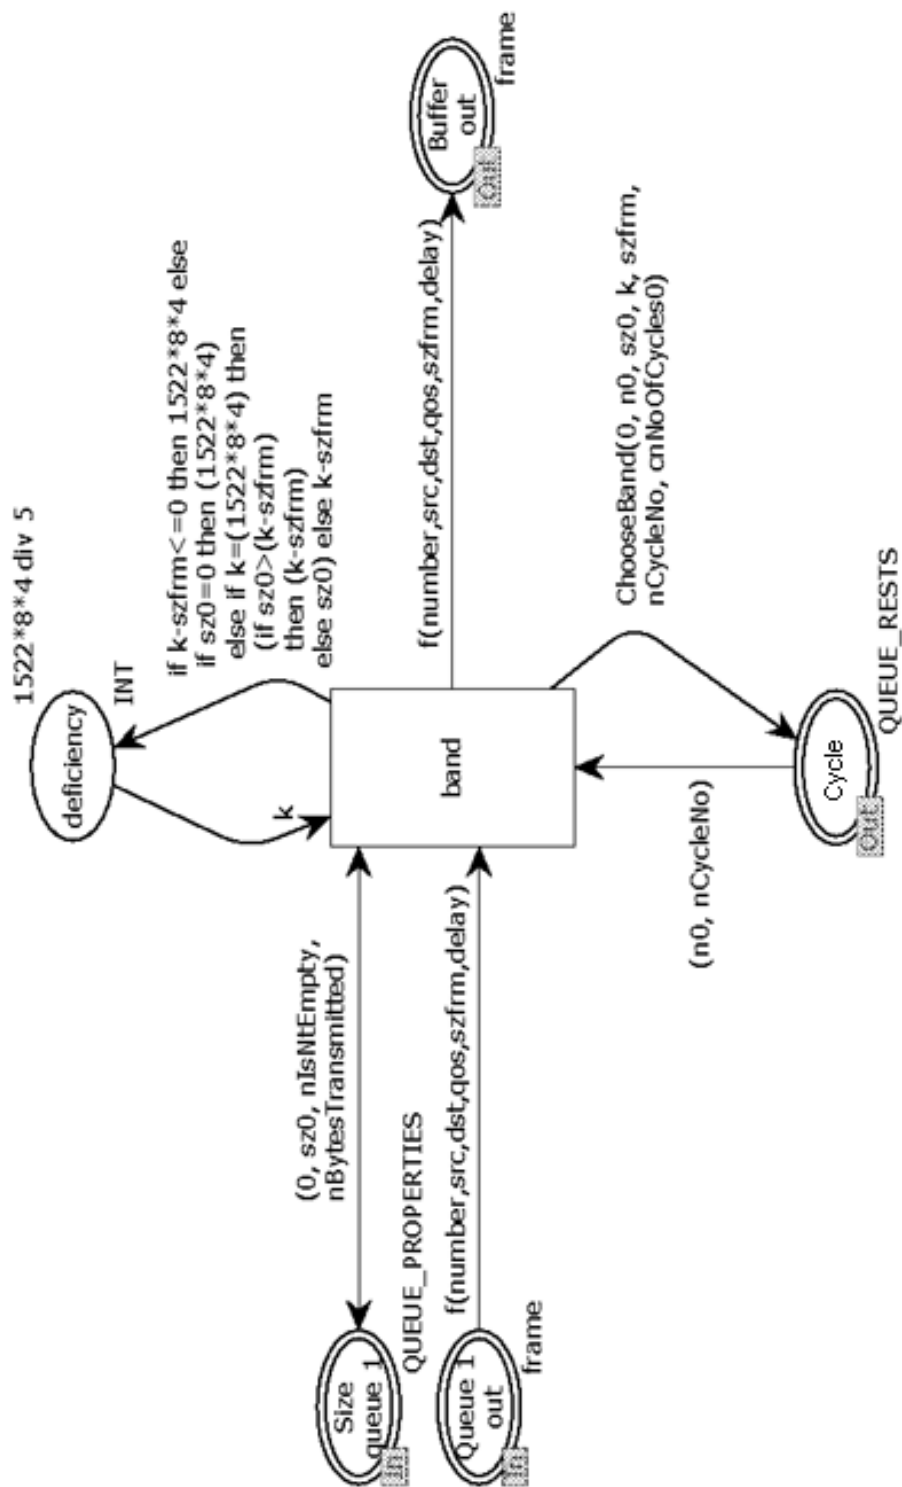 1522*8*4 div 5
deficiency
INT
if k-szfrm<=0 then 1522*8*4 else
if sz0=0 then (1522*8*4)
else if k=(1522*8*4) then
(if sz0>(k-szfrm)
then (k-szfrm)
else sz0) else k-szfrm
k
(0, sz0, nIsNtEmpty,
nBytesTransmitted)
Size
queue 1
In
QUEUE_PROPERTIES
f(number,src,dst,qos,szfrm,delay)
Queue 1
out
In
frame
band
f(number,src,dst,qos,szfrm,delay)
Buffer
out
Out
frame
ChooseBand(0, n0, sz0, k, szfrm,
nCycleNo, cnNoOfCycles0)
(n0, nCycleNo)
Cycle
Out
QUEUE_RESTS